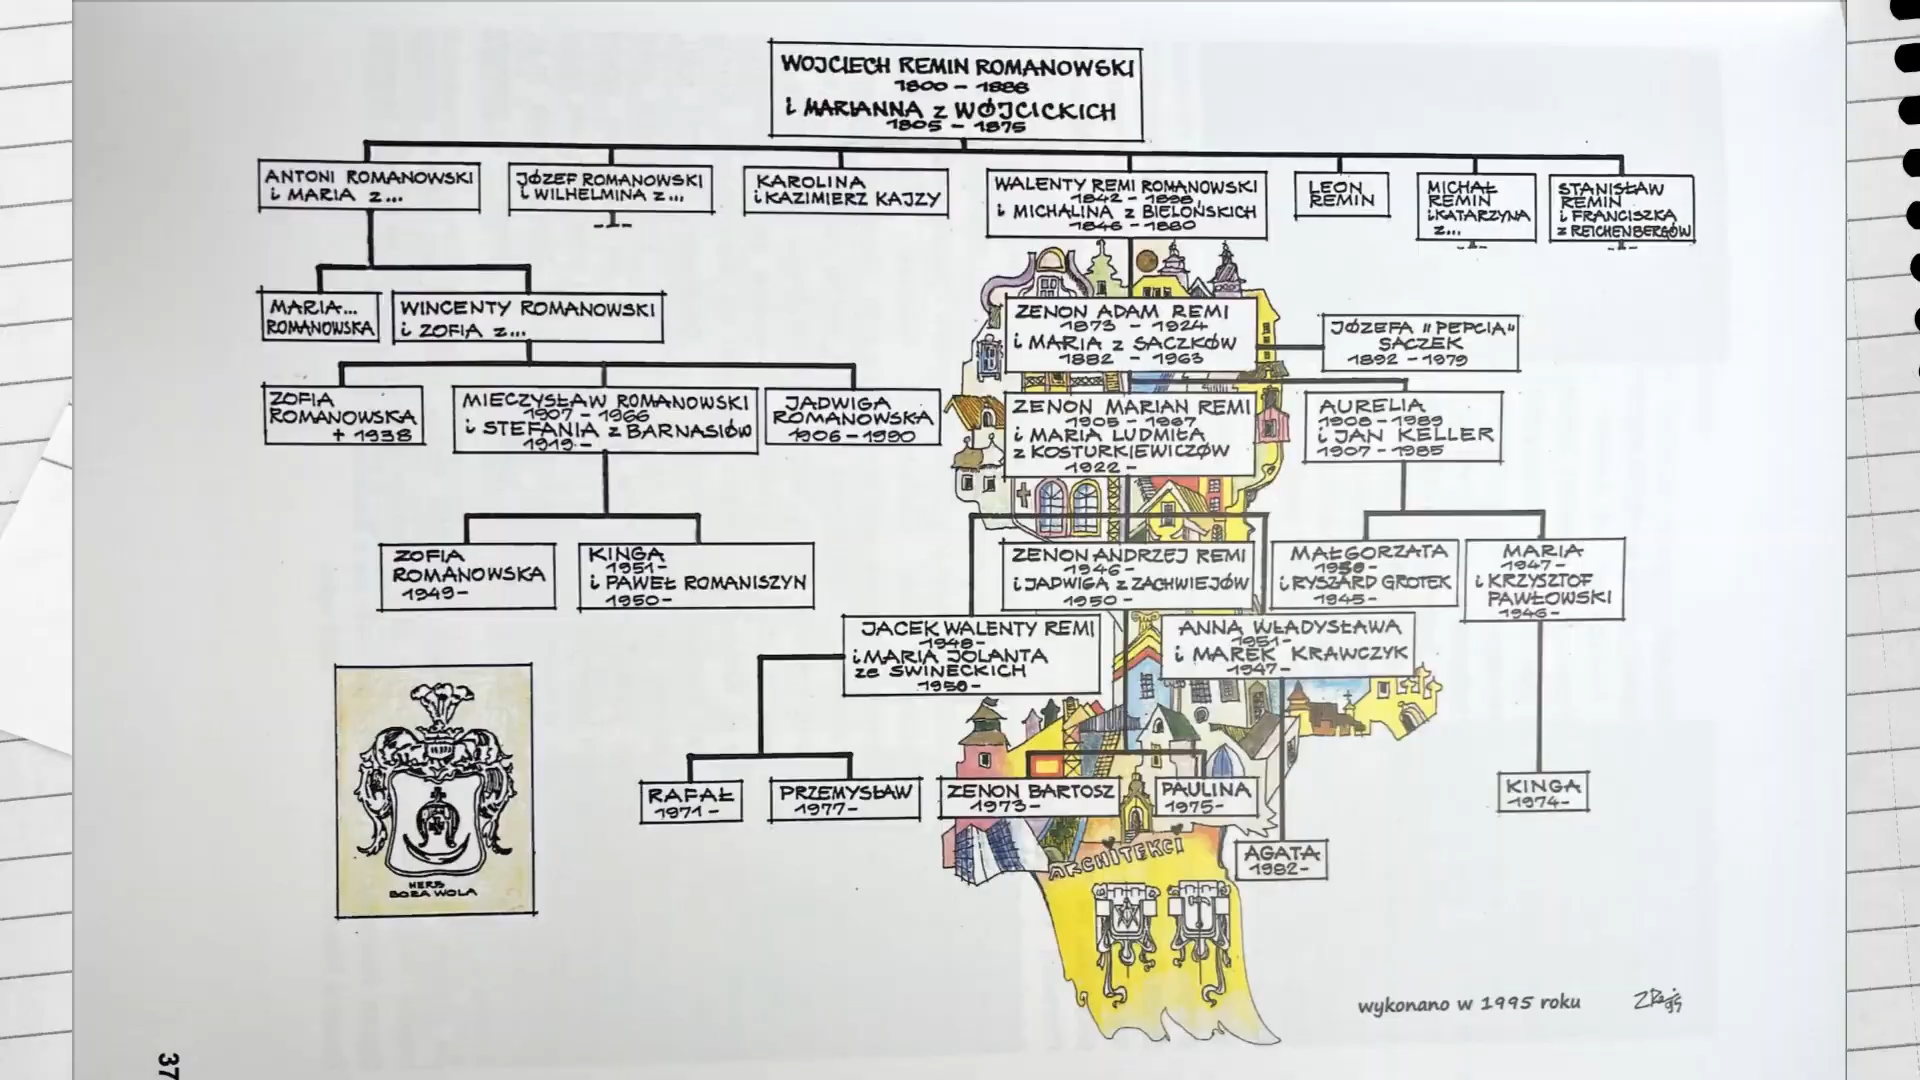 WOJCIECH REMIN ROMANOWSKI
1800 - 1886
i MARIANNA z WÓJCICKICH
1805 - 1875
ANTONI ROMANOWSKI
i MARIA z...
JÓZEF ROMANOWSKI
i WILHELMINA z...
KAROLINA
i KAZIMIERZ KAJZY
WALENTY REMI ROMANOWSKI
1842 - 1898
i MICHALINA z BIELOŃSKICH
1846 - 1880
LEON
REMIN
MICHAŁ
REMIN
i KATARZYNA
z...
STANISŁAW
REMIN
i FRANCISZKA
z REICHENBERGÓW
MARIA...
ROMANOWSKA
WINCENTY ROMANOWSKI
i ZOFIA z...
ZENON ADAM REMI
1873 - 1924
i MARIA z SĄCZKÓW
1882 - 1963
JÓZEFA "PEPCIA"
SĄCZEK
1892 - 1979
ZOFIA
ROMANOWSKA
+ 1938
MIECZYSŁAW ROMANOWSKI
1907 - 1966
i STEFANIA z BARNASIÓW
1919 -
JADWIGA
ROMANOWSKA
1906 - 1990
ZENON MARIAN REMI
1905 - 1967
i MARIA LUDMIŁA
z KOSTURKIEWICZÓW
1922 -
AURELIA
1908 - 1989
i JAN KELLER
1907 - 1985
ZOFIA
ROMANOWSKA
1949 -
KINGA
1951 -
i PAWEŁ ROMANISZYN
1950 -
ZENON ANDRZEJ REMI
1946 -
i JADWIGA z ZACHWIEJÓW
1950 -
MAŁGORZATA
i RYSZARD GROTEK
1945 -
MARIA
1947 -
i KRZYSZTOF
PAWŁOWSKI
1946 -
JACEK WALENTY REMI
1948 -
i MARIA JOLANTA
ze SWINECKICH
1950 -
ANNA WŁADYSŁAWA
1951 -
i MAREK KRAWCZYK
1947 -
RAFAŁ
1971 -
PRZEMYSŁAW
1977 -
ZENON BARTOSZ
1973 -
PAULINA
1975 -
KINGA
1974 -
AGATA
1982 -
ARCHITEKCI
HERB
BOŻA WOLA
wykonano w 1995 roku
37